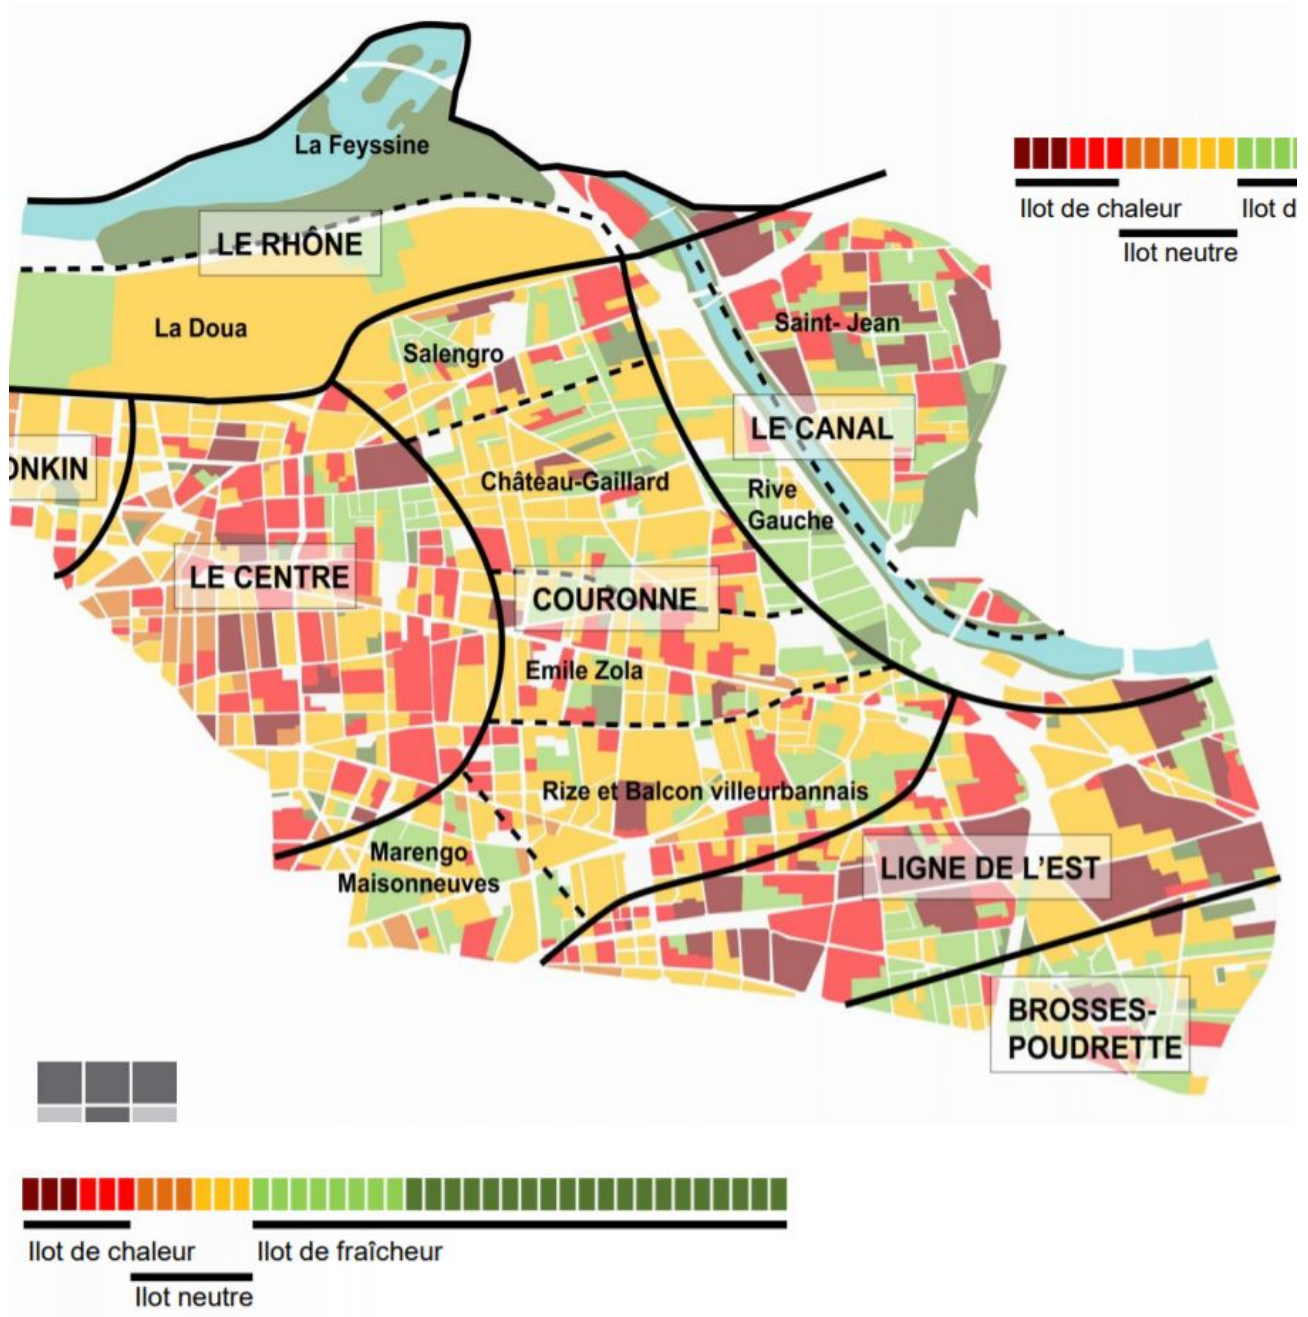 La Feyssine
Ilot de chaleur
Ilot d
Ilot neutre
LE RHÔNE
La Doua
Salengro
Saint- Jean
LE CANAL
ONKIN
Château-Gaillard
Rive
Gauche
LE CENTRE
COURONNE
Emile Zola
Rize et Balcon villeurbannais
Marengo
Maisonneuves
LIGNE DE L'EST
BROSSES-
POUDRETTE
Ilot de chaleur
Ilot de fraîcheur
Ilot neutre